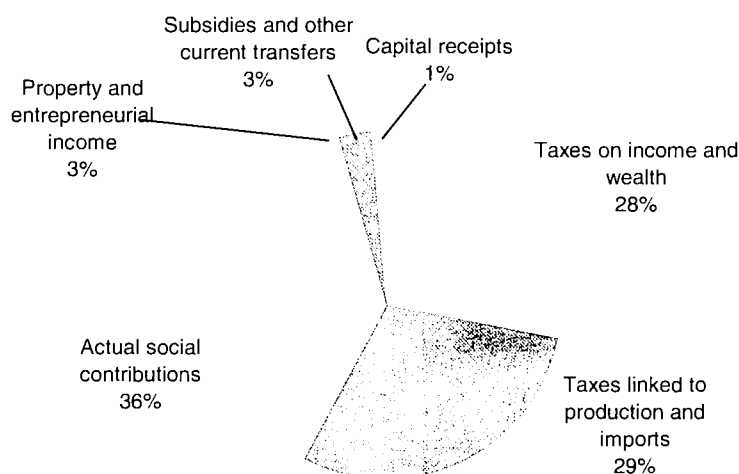 Subsidies and other
current transfers
3%
Capital receipts
1%
Property and
entrepreneurial
income
3%
Taxes on income and
wealth
28%
Actual social
contributions
36%
Taxes linked to
production and
imports
29%